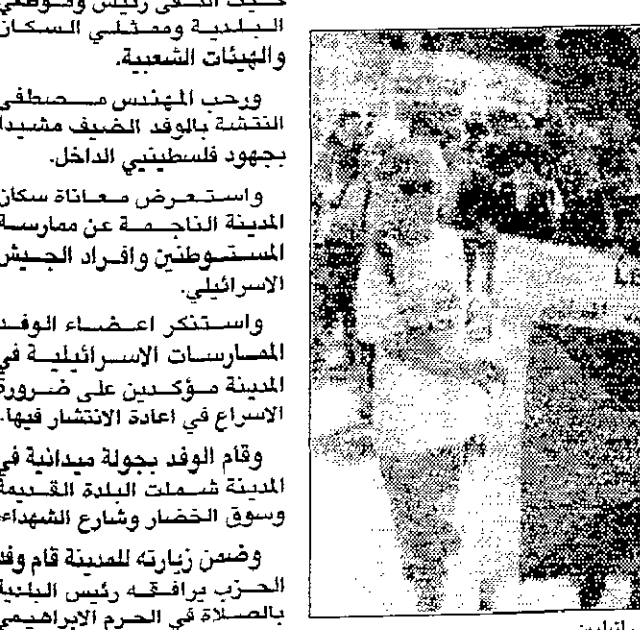 البلدية وممثلي السكان
والهيئات الشعبية.
ورحب المهندس مصطفى
النتشة بالوفد الضيف مشيدا
بجهود فلسطينيي الداخل.
واستعرض معاناة سكان
المدينة الناجمة عن ممارسة
المستوطنين وافراد الجيش
الاسرائيلي.
واستنكر اعضاء الوفد
الممارسات الاسرائيلية في
المدينة مؤكدين على ضرورة
الاسراع في اعادة الانتشار فيها.
وقام الوفد بجولة ميدانية في
المدينة شملت البلدة القديمة
وسوق الخضار وشارع الشهداء.
وضمن زيارته للمدينة قام وفد
الحزب يرافقه رئيس البلدية
بالصلاة في الحرم الابراهيمي